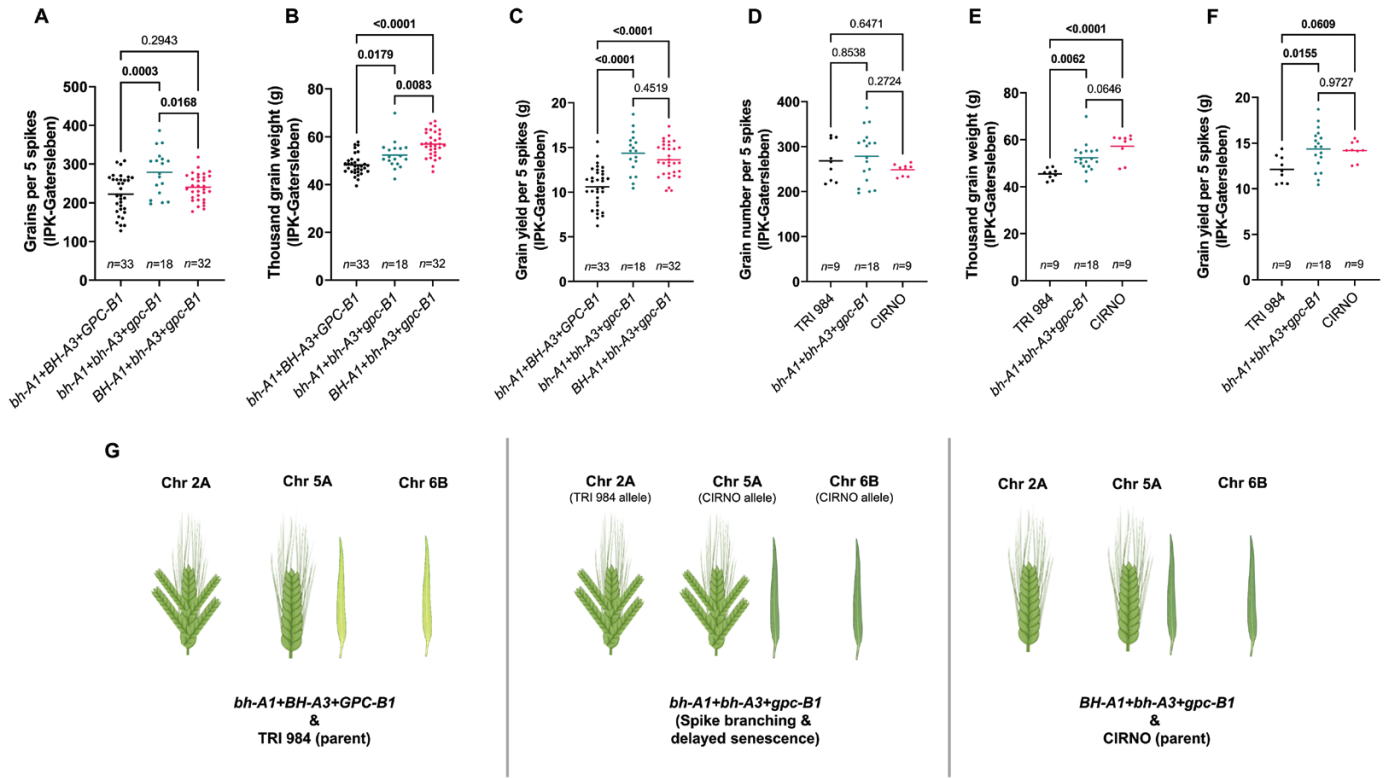 A
0.2943
0.0003
0.0168
Grains per 5 spikes
(IPK-Gatersleben)
500
400
300
200
100
0
n=33
n=18
n=32
bh-A1+BH-A3+GPC-B1
bh-A1+bh-A3+gpc-B1
BH-A1+bh-A3+gpc-B1
B
<0.0001
0.0179
0.0083
Thousand grain weight (g)
(IPK-Gatersleben)
80
60
40
20
0
n=33
n=18
n=32
bh-A1+BH-A3+GPC-B1
bh-A1+bh-A3+gpc-B1
BH-A1+bh-A3+gpc-B1
C
<0.0001
<0.0001
0.4519
Grain yield per 5 spikes (g)
(IPK-Gatersleben)
20
15
10
5
0
n=33
n=18
n=32
bh-A1+BH-A3+GPC-B1
bh-A1+bh-A3+gpc-B1
BH-A1+bh-A3+gpc-B1
D
0.6471
0.8538
0.2724
Grain number per 5 spikes
(IPK-Gatersleben)
400
300
200
100
0
n=9
n=18
n=9
TRI 984
bh-A1+bh-A3+gpc-B1
CIRNO
E
<0.0001
0.0062
0.0646
Thousand grain weight (g)
(IPK-Gatersleben)
80
60
40
20
0
n=9
n=18
n=9
TRI 984
bh-A1+bh-A3+gpc-B1
CIRNO
F
0.0609
0.0155
0.9727
Grain yield per 5 spikes (g)
(IPK-Gatersleben)
20
15
10
5
0
n=9
n=18
n=9
TRI 984
bh-A1+bh-A3+gpc-B1
CIRNO
G
Chr 2A
Chr 5A
Chr 6B
bh-A1+BH-A3+GPC-B1
&
TRI 984 (parent)
Chr 2A
(TRI 984 allele)
Chr 5A
(CIRNO allele)
Chr 6B
(CIRNO allele)
bh-A1+bh-A3+gpc-B1
(Spike branching &
delayed senescence)
Chr 2A
Chr 5A
Chr 6B
BH-A1+bh-A3+gpc-B1
&
CIRNO (parent)